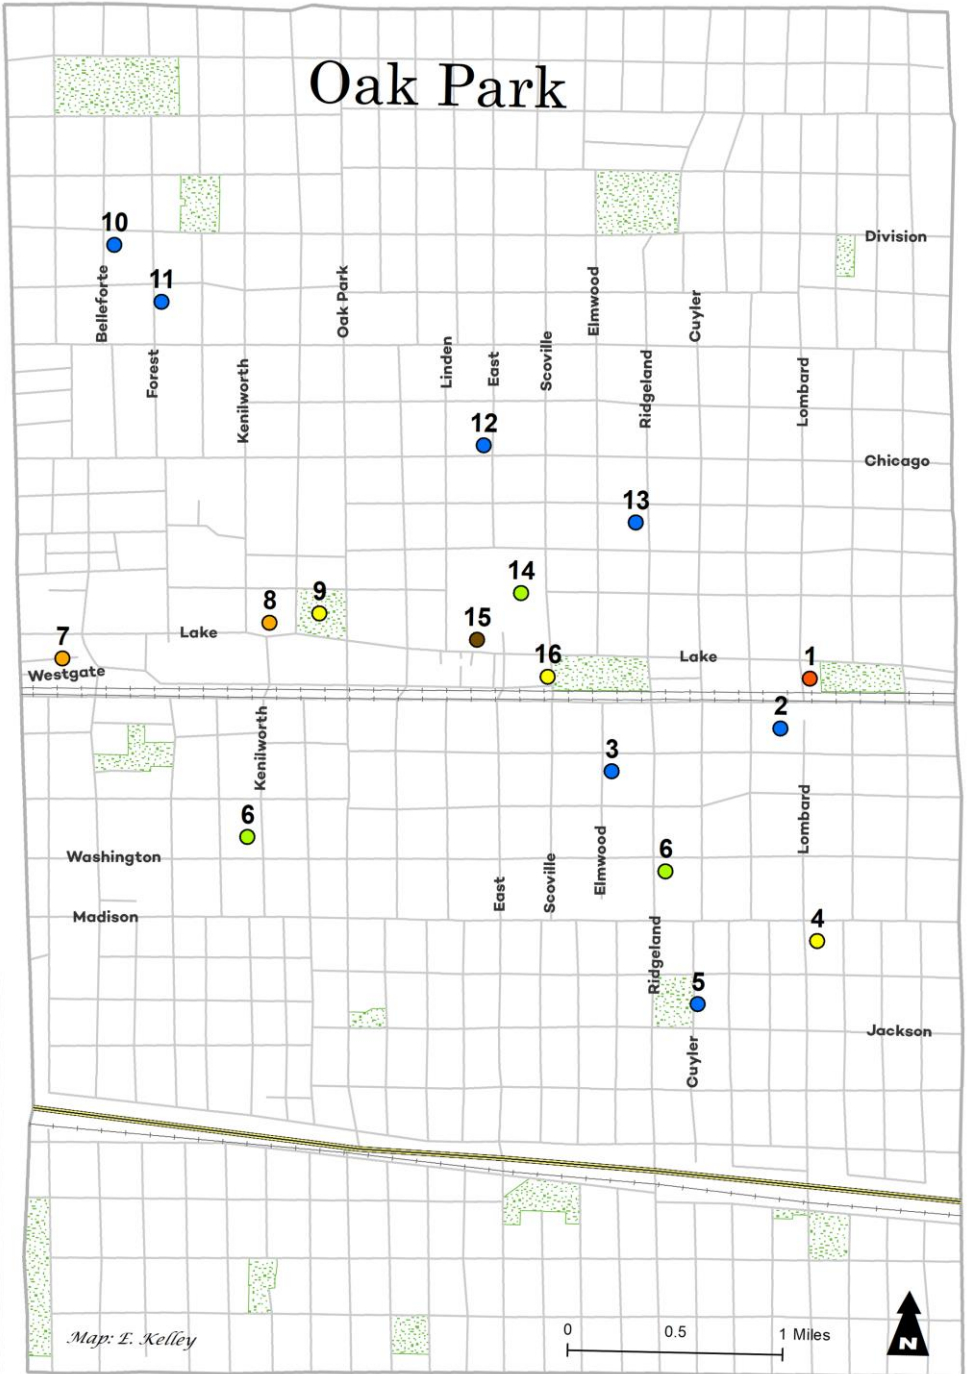 Oak Park
10
Division
11
Belleforte
Oak Park
Elmwood
Cuyler
Forest
Kenilworth
Linden
East
Scoville
Ridgeland
Lombard
12
Chicago
13
14
8
9
15
7
Lake
16
Lake
1
Westgate
2
Kenilworth
3
6
Lombard
Washington
6
East
Scoville
Elmwood
Madison
4
Ridgeland
5
Jackson
Cuyler
0 0.5 1 Miles
Map: E. Kelley
N